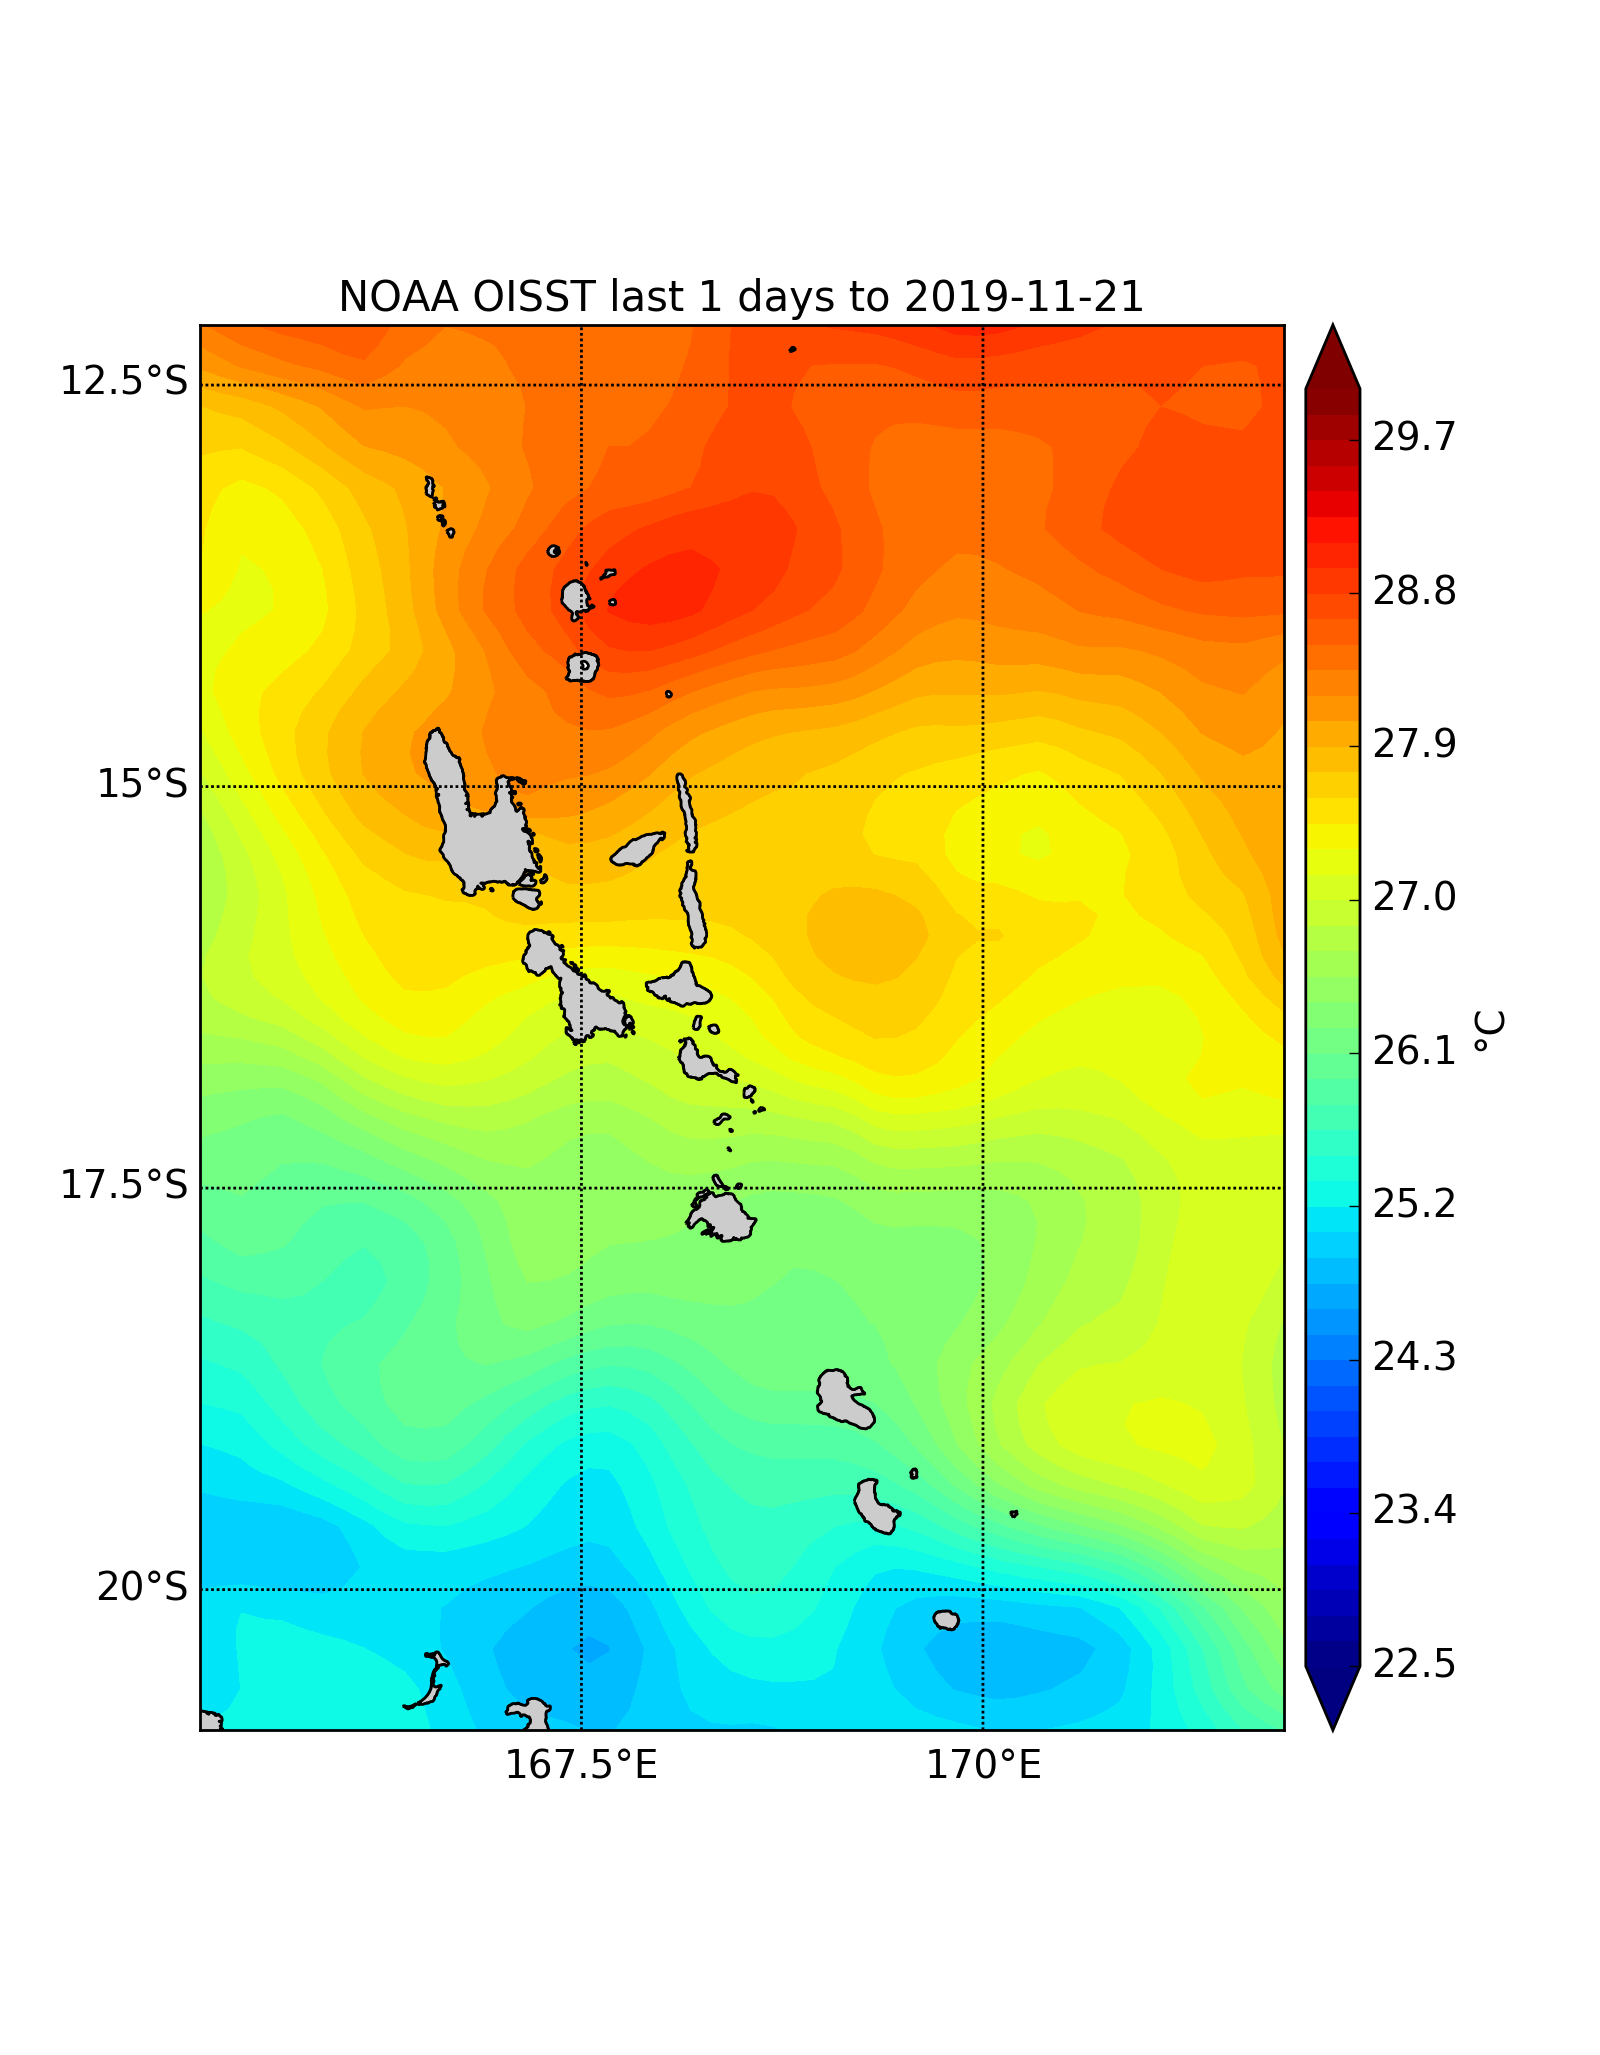 NOAA OISST last 1 days to 2019-11-21
12.5°S
15°S
17.5°S
20°S
167.5°E
170°E
29.7
28.8
27.9
27.0
26.1
25.2
24.3
23.4
22.5
°C